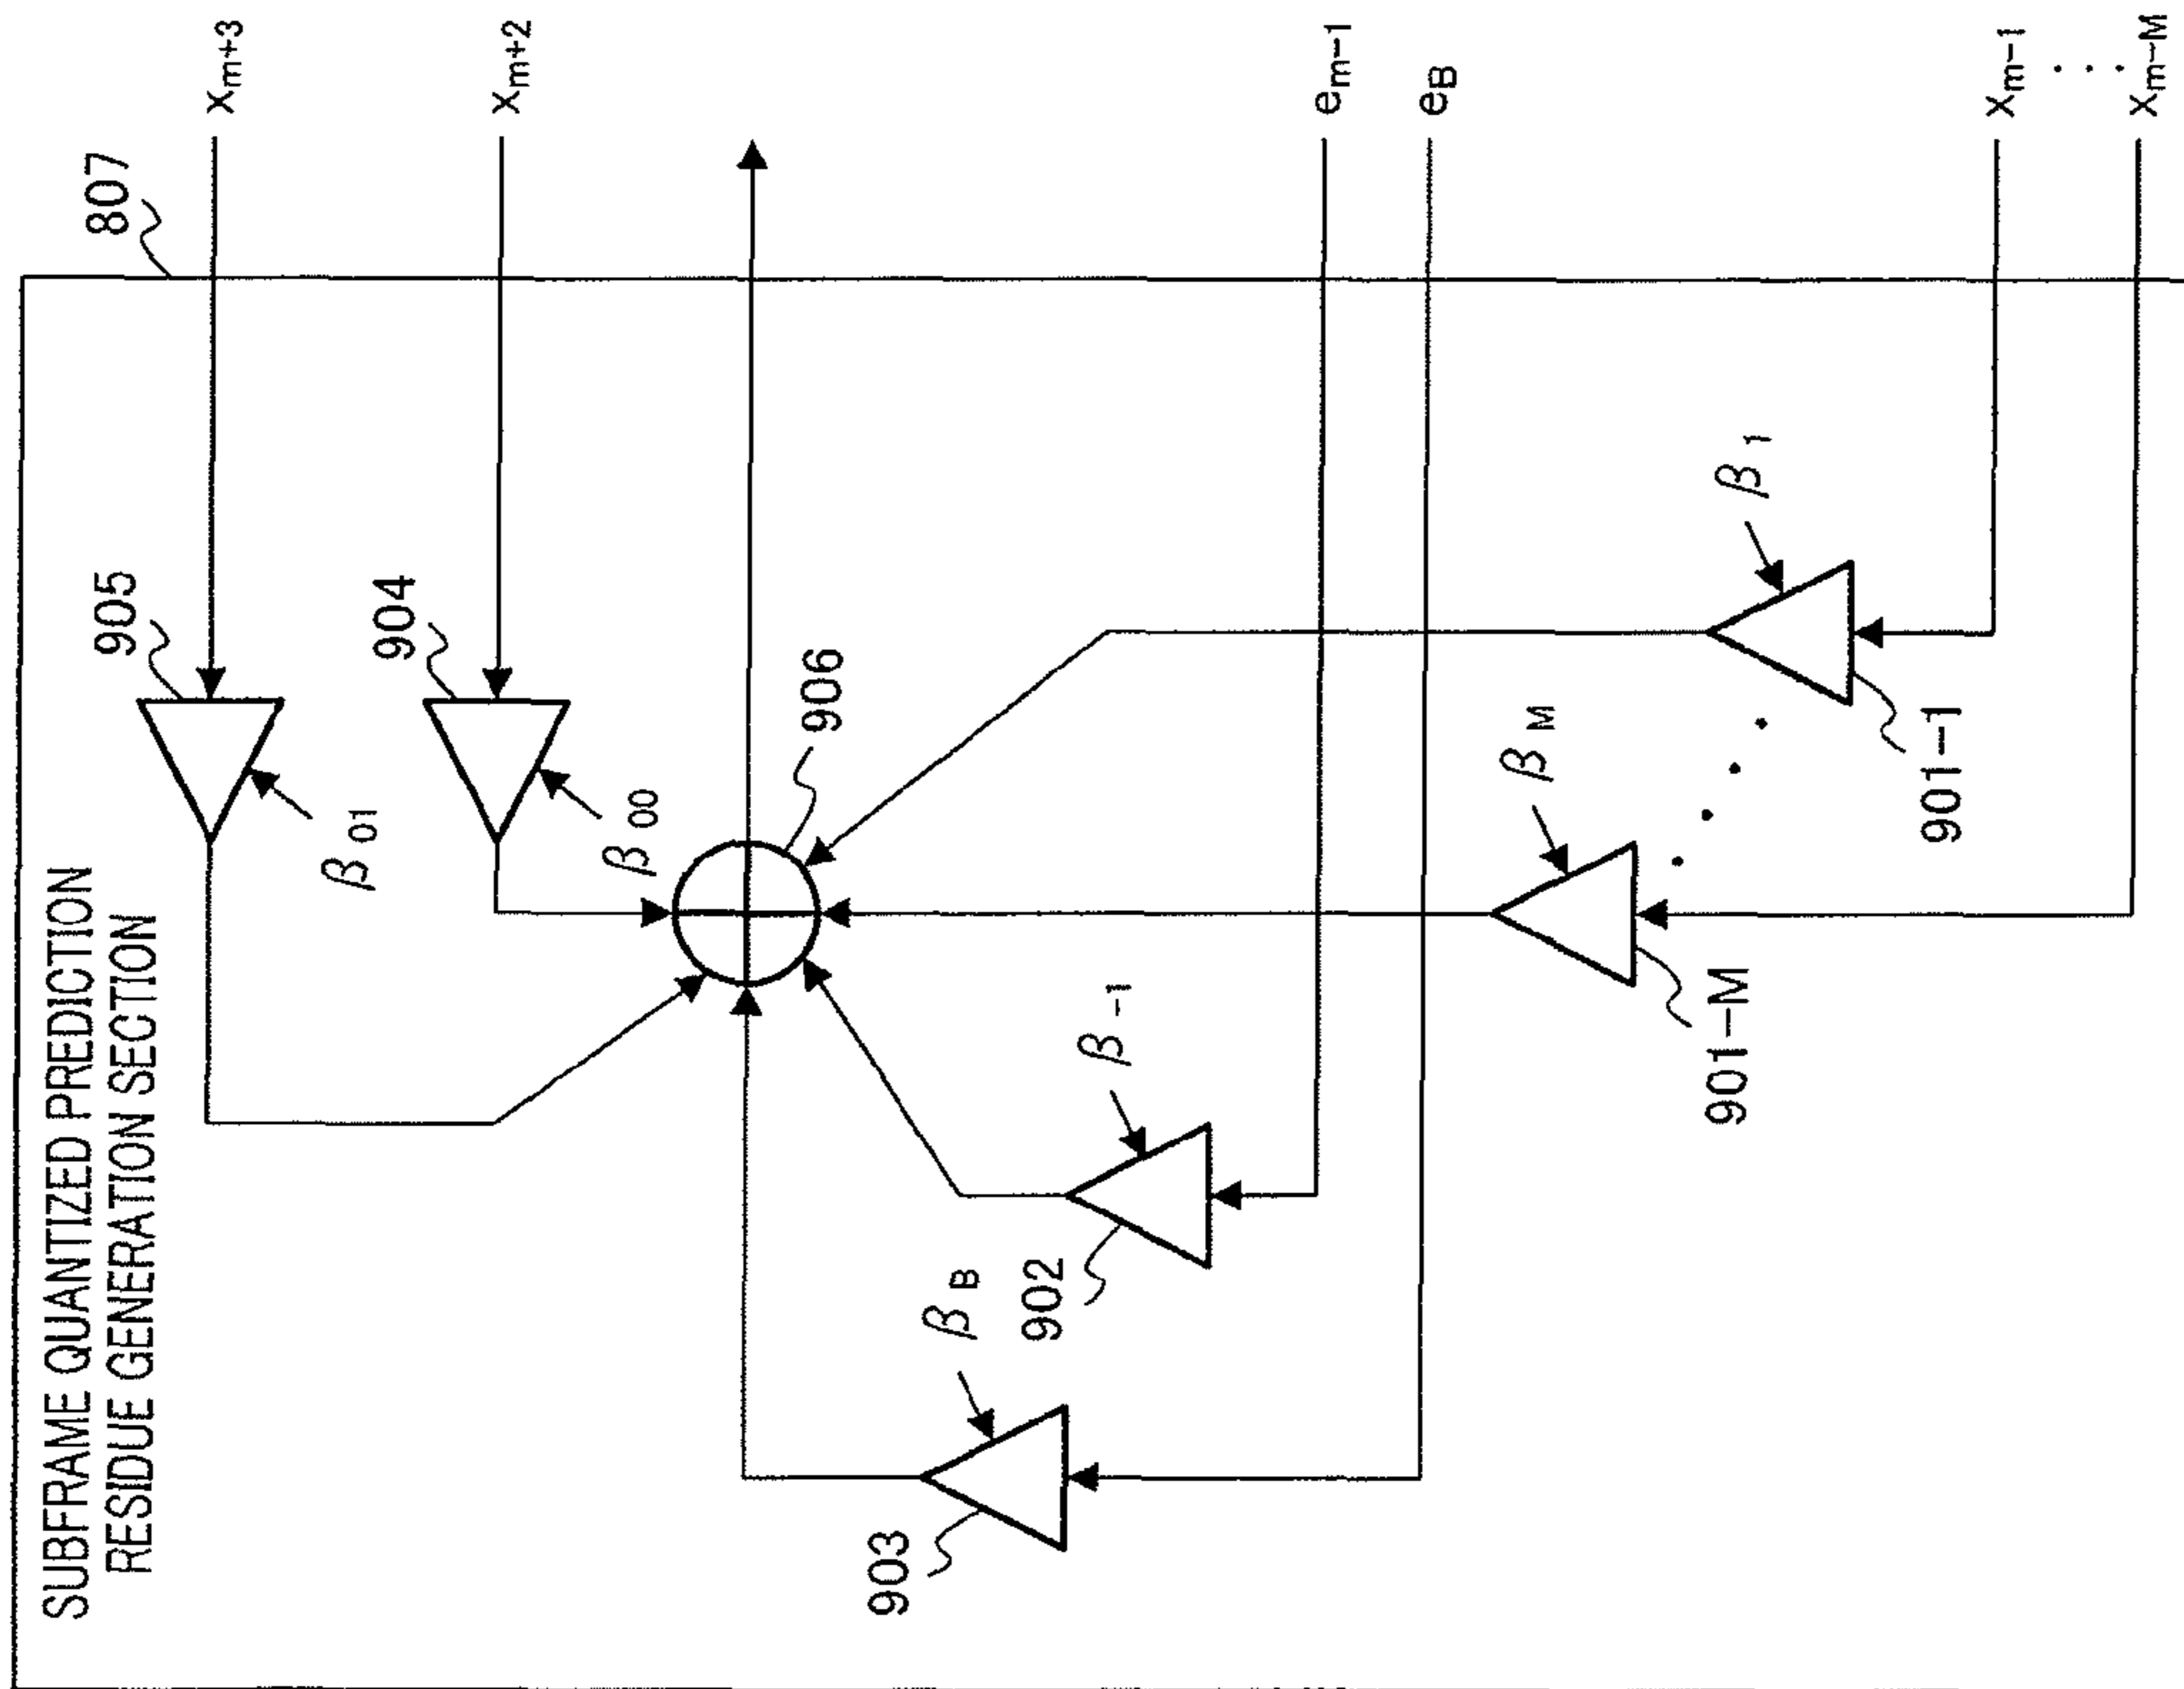 SUBFRAME QUANTIZED PREDICTION
RESIDUE GENERATION SECTION
807
905
Xm+3
β01
904
Xm+2
β00
906
903
βB
902
β-1
em-1
eB
901-M
βM
901-1
β1
Xm-1
Xm-M